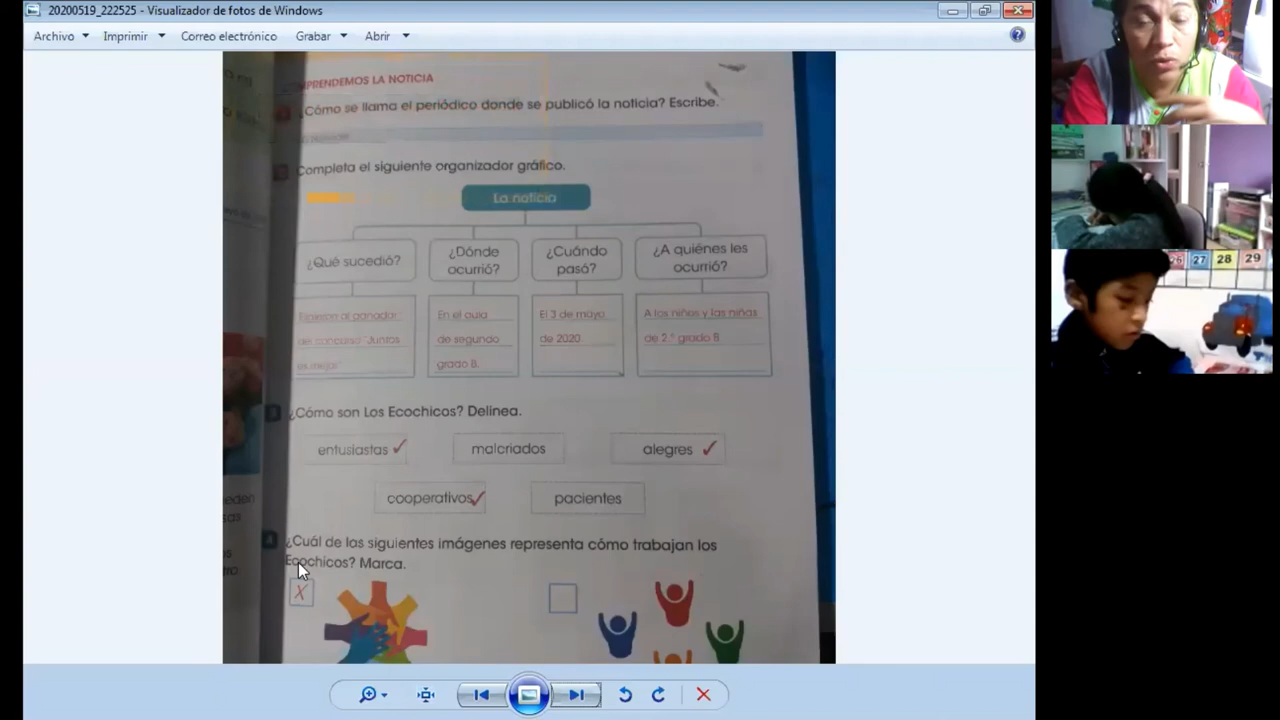 20200519_222525 - Visualizador de fotos de Windows
Archivo Imprimir Correo electrónico Grabar Abrir
MPRENDEMOS LA NOTICIA
¿Cómo se llama el periódico donde se publicó la noticia? Escribe.
Completa el siguiente organizador gráfico.
La noticia
¿Qué sucedió?
¿Dónde
ocurrió?
¿Cuándo
pasó?
¿A quiénes les
ocurrió?
al ganador
de concurso "Juntos
es mejor"
En el aula
de segundo
grado B.
El 3 de mayo
de 2020
A los niños y las niñas
de 2.° grado B
3 ¿Cómo son Los Ecochicos? Delinea.
entusiastas ✓ malcriados alegres ✓
cooperativos ✓ pacientes
4 ¿Cuál de las siguientes imágenes representa cómo trabajan los
Ecochicos? Marca.
X
26 27 28 29